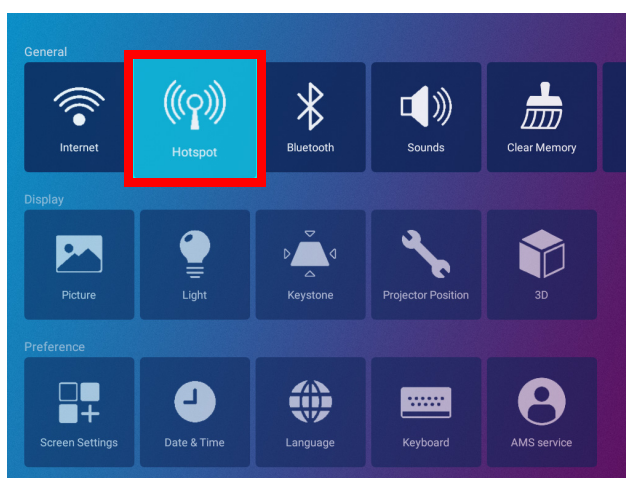 General
Internet
Hotspot
Bluetooth
Sounds
Clear Memory
Display
Picture
Light
Keystone
Projector Position
3D
Preference
Screen Settings
Date & Time
Language
Keyboard
AMS service